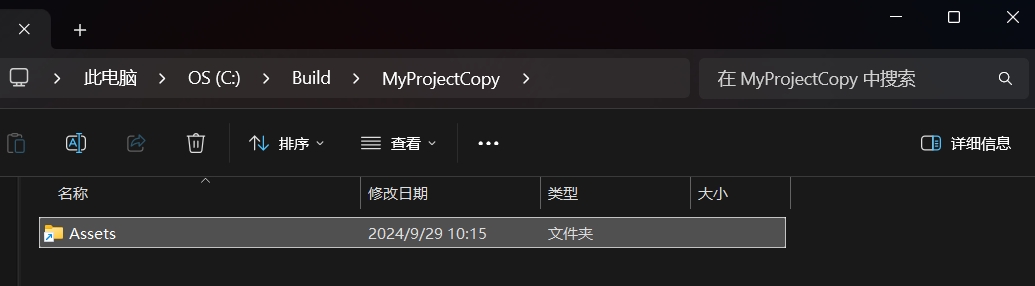 此电脑 OS (C:) Build MyProjectCopy 在 MyProjectCopy 中搜索
排序 查看 详细信息
名称 修改日期 类型 大小
Assets 2024/9/29 10:15 文件夹